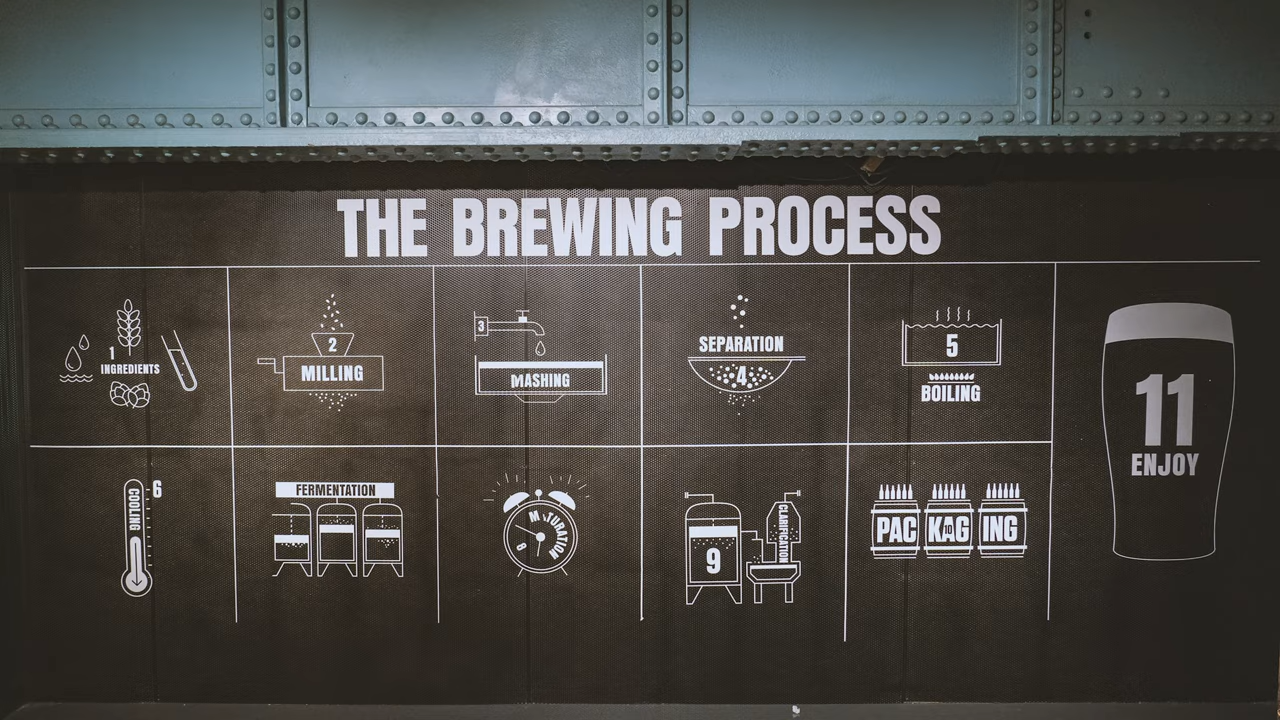 THE BREWING PROCESS
1
INGREDIENTS
2
MILLING
3
MASHING
SEPARATION
4
5
BOILING
6
COOLING
FERMENTATION
MATURATION
8
9
CLARIFICATION
PAC KAG ING
10
11
ENJOY